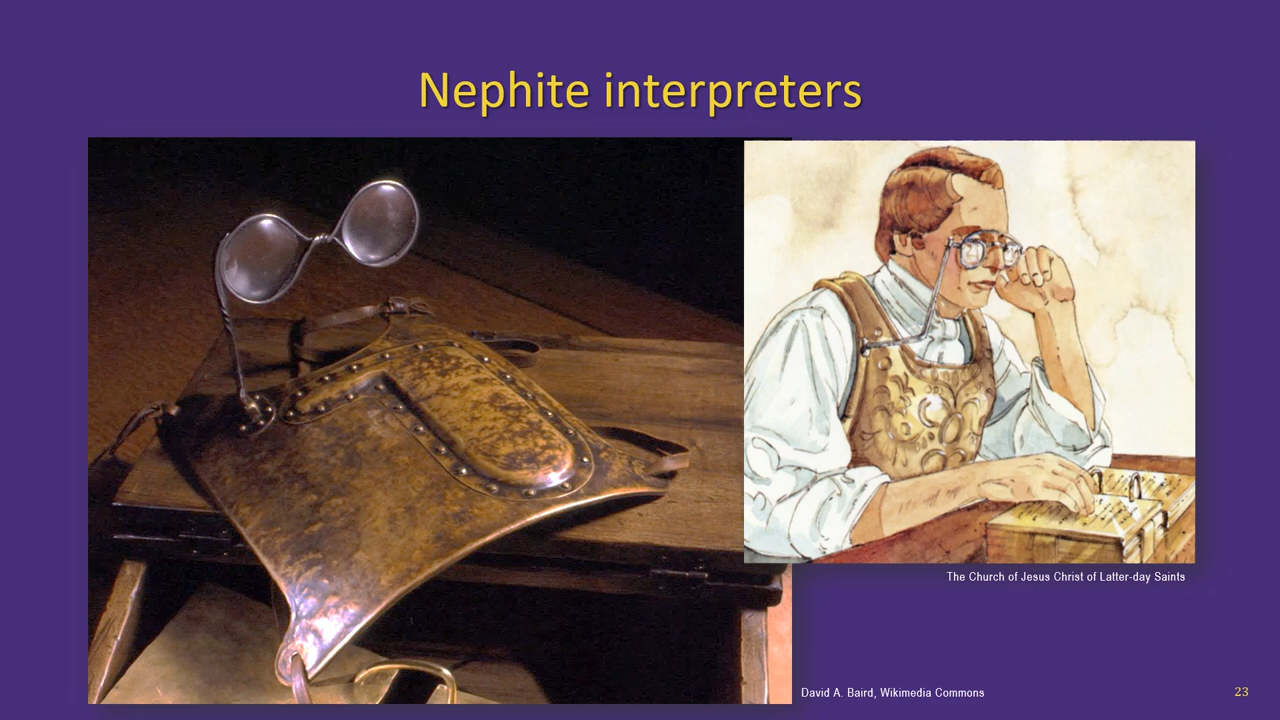 Nephite interpreters
The Church of Jesus Christ of Latter-day Saints
David A. Baird, Wikimedia Commons
23